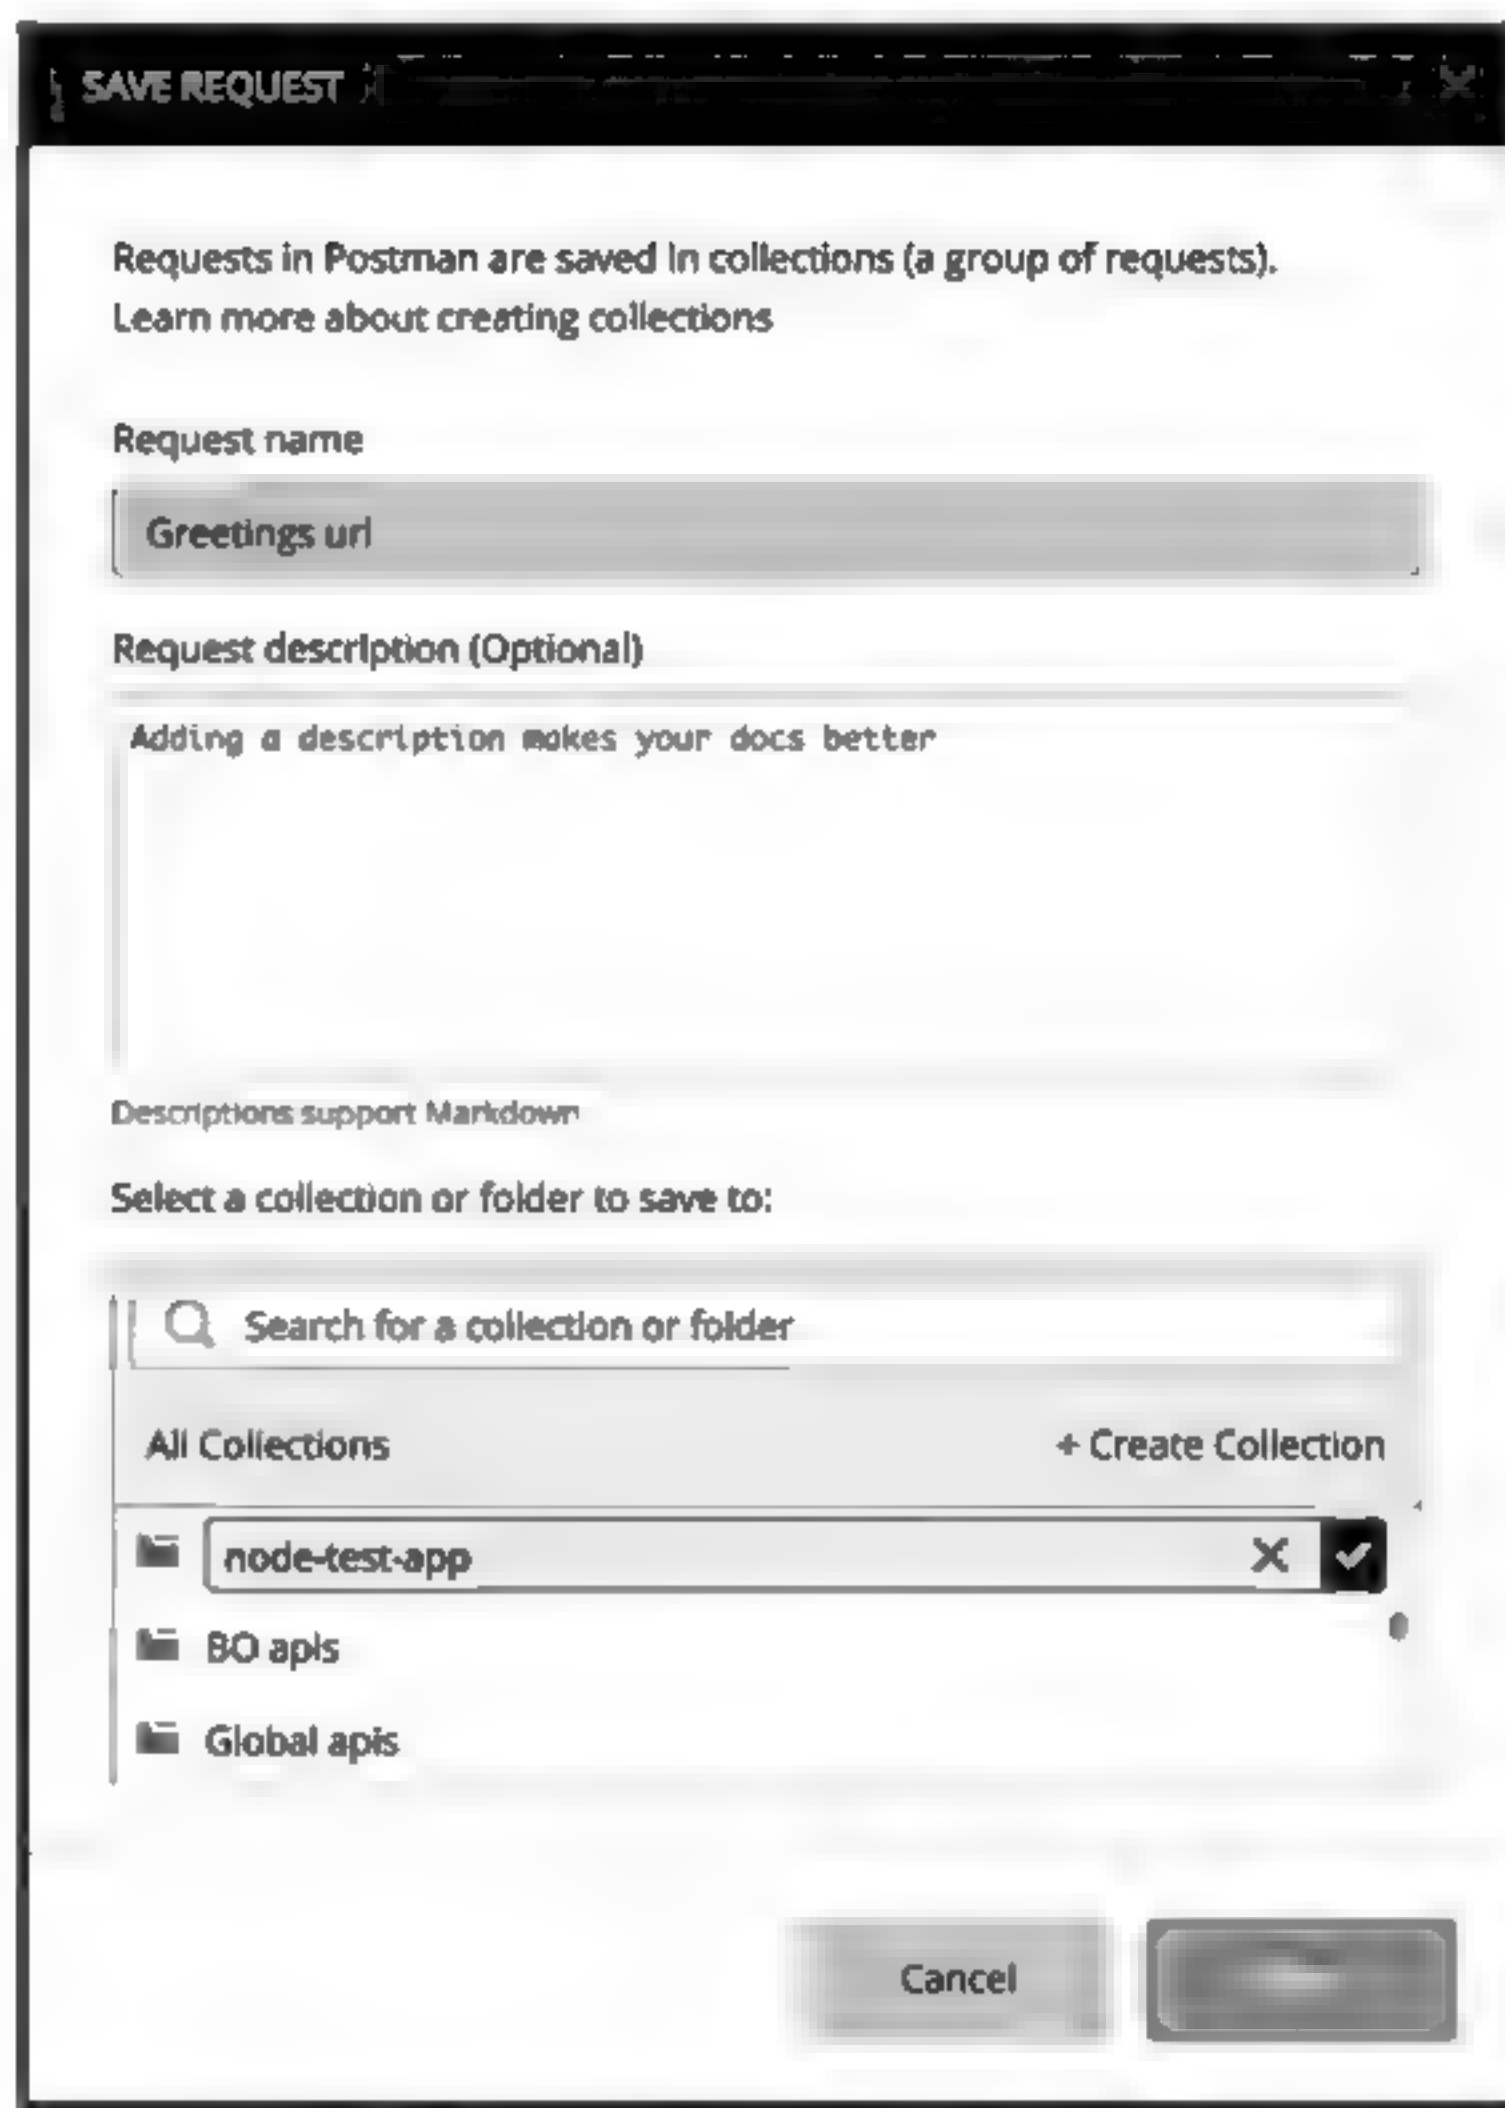 SAVE REQUEST
Requests in Postman are saved in collections (a group of requests).
Learn more about creating collections
Request name
Greetings url
Request description (Optional)
Adding a description makes your docs better
Descriptions support Markdown
Select a collection or folder to save to:
Search for a collection or folder
All Collections + Create Collection
node-test-app
BO apis
Global apis
Cancel